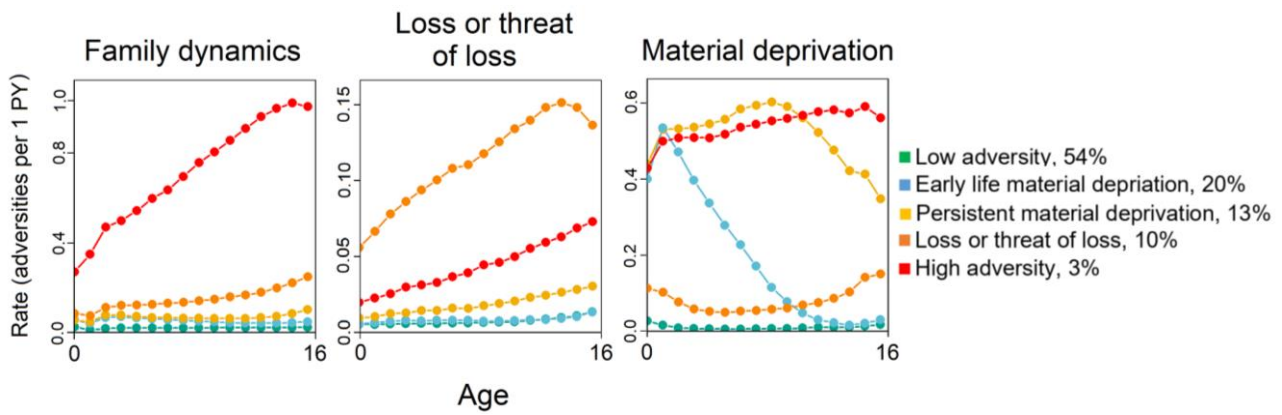 Family dynamics
Loss or threat
of loss
Material deprivation
Rate (adversities per 1 PY)
1.0
0.8
0.4
0.0
0
16
0.15
0.10
0.05
0.0
0
16
0.6
0.4
0.2
0.0
0
16
Age
Low adversity, 54%
Early life material depriation, 20%
Persistent material deprivation, 13%
Loss or threat of loss, 10%
High adversity, 3%